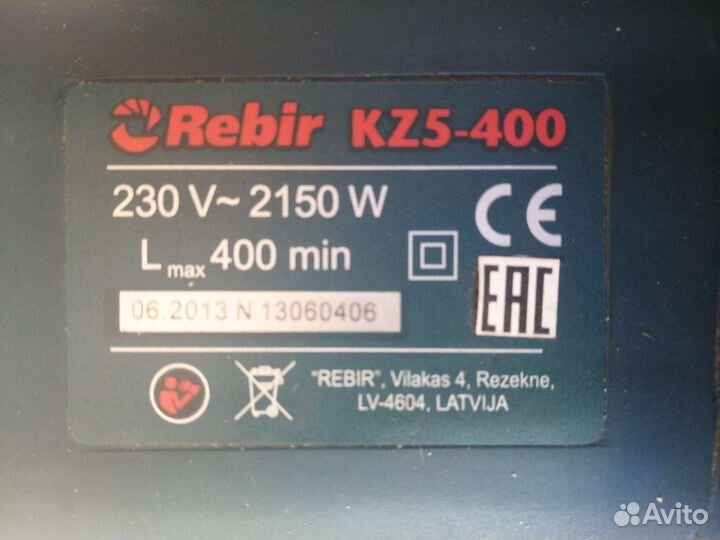 Rebir KZ5-400
230 V~ 2150 W
L max 400 min
CE
EAC
06.2013 N 13060406
"REBIR", Vilakas 4, Rezekne,
LV-4604, LATVIJA
Avito